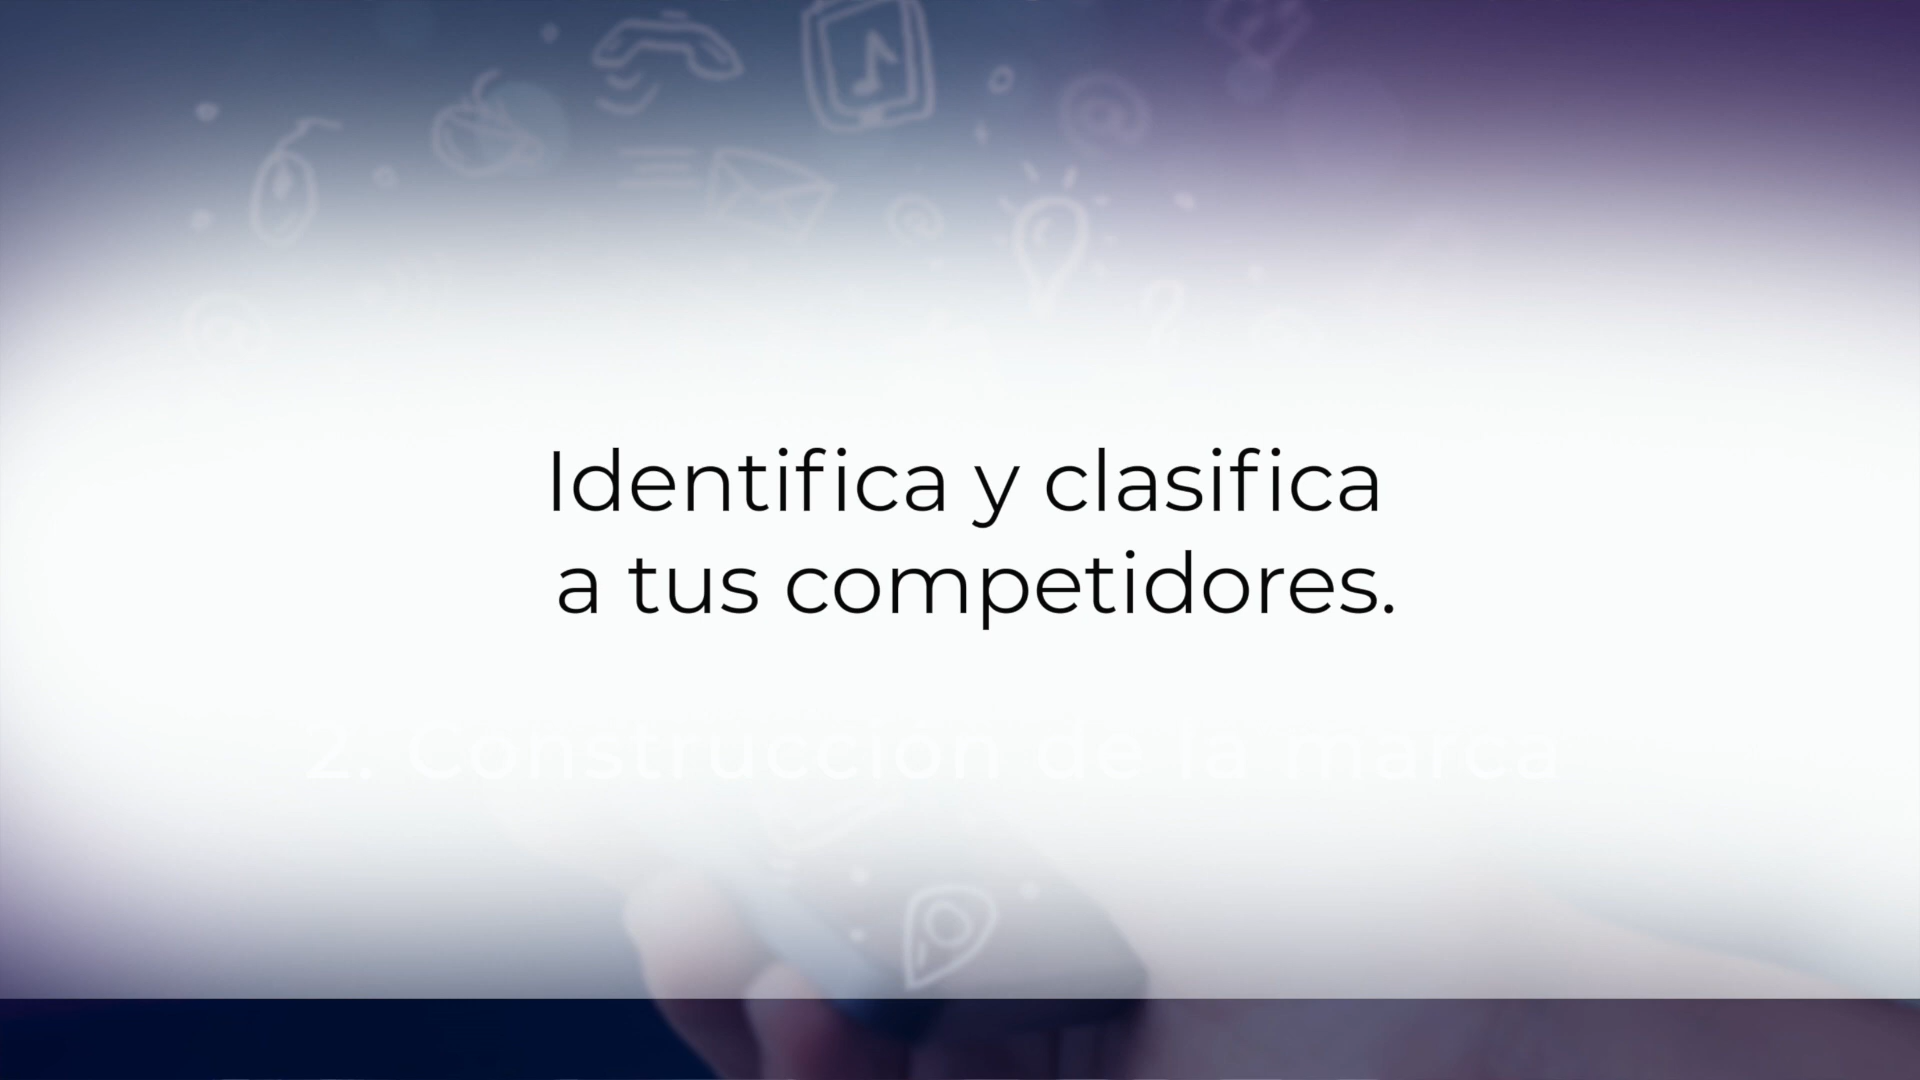 Identifica y clasifica
a tus competidores.
2. Construcción de la marca